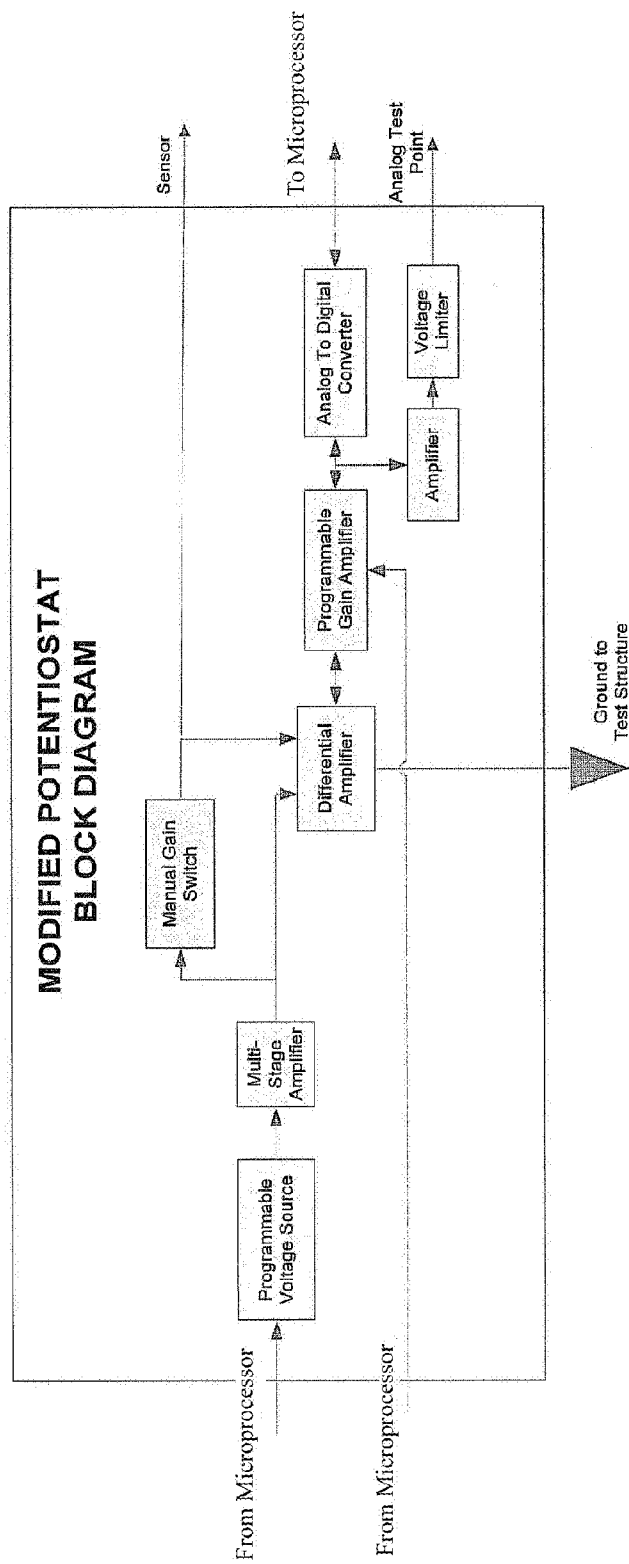 MODIFIED POTENTIOSTAT
BLOCK DIAGRAM
From Microprocessor
From Microprocessor
Programmable
Voltage Source
Multi-
Stage
Amplifier
Manual Gain
Switch
Differential
Amplifier
Programmable
Gain Amplifier
Analog To Digital
Converter
Amplifier
Voltage
Limiter
Sensor
To Microprocessor
Analog Test
Point
Ground to
Test Structure